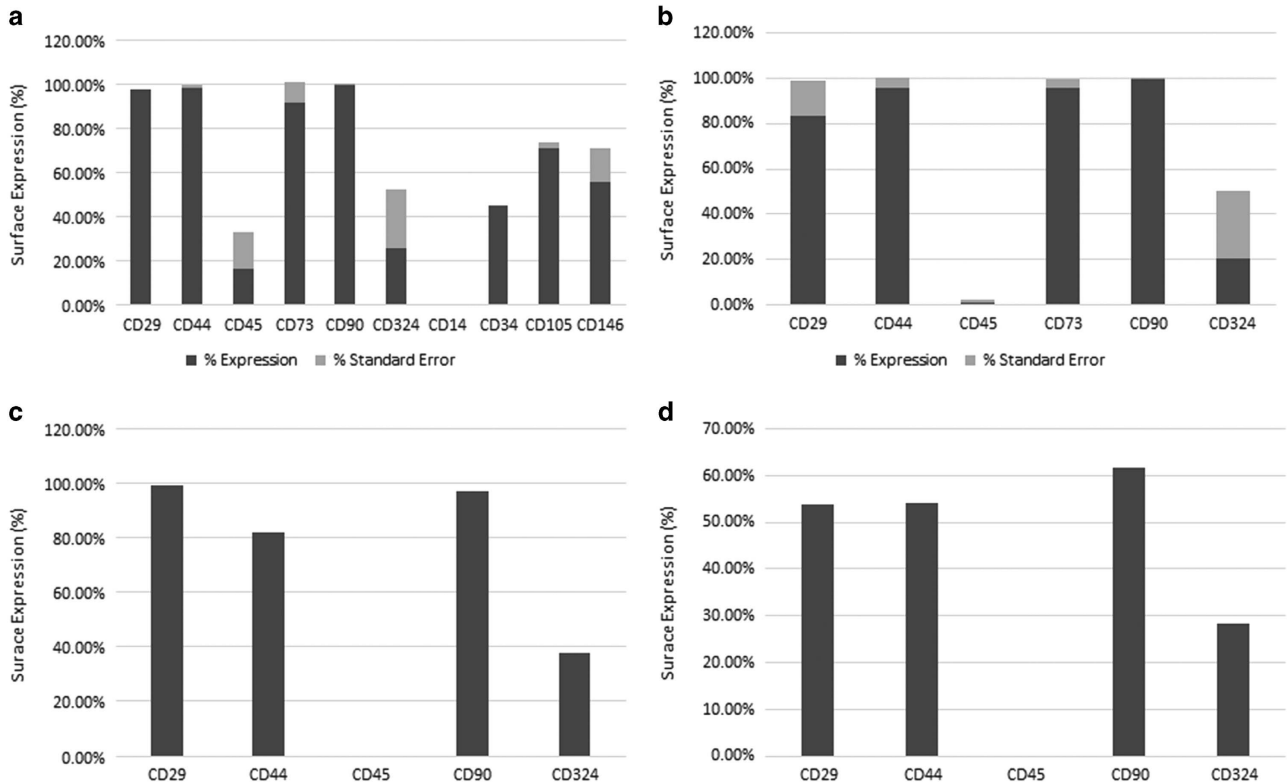 a
120.00%
100.00%
80.00%
60.00%
40.00%
20.00%
0.00%
Surface Expression (%)
CD29 CD44 CD45 CD73 CD90 CD324 CD14 CD34 CD105 CD146
% Expression % Standard Error
b
120.00%
100.00%
80.00%
60.00%
40.00%
20.00%
0.00%
Surface Expression (%)
CD29 CD44 CD45 CD73 CD90 CD324
% Expression % Standard Error
c
120.00%
100.00%
80.00%
60.00%
40.00%
20.00%
0.00%
Surace Expression (%)
CD29 CD44 CD45 CD90 CD324
d
70.00%
60.00%
50.00%
40.00%
30.00%
20.00%
10.00%
0.00%
Surace Expression (%)
CD29 CD44 CD45 CD90 CD324